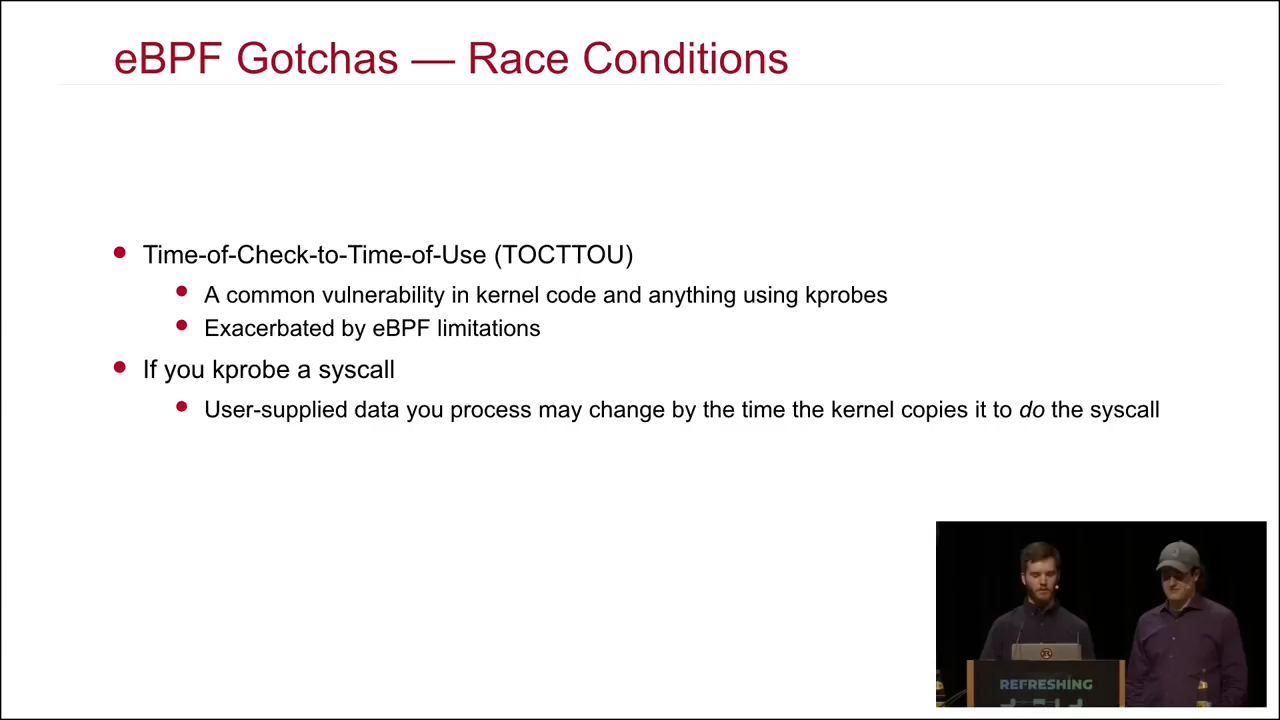 eBPF Gotchas — Race Conditions
Time-of-Check-to-Time-of-Use (TOCTTOU)
A common vulnerability in kernel code and anything using kprobes
Exacerbated by eBPF limitations
If you kprobe a syscall
User-supplied data you process may change by the time the kernel copies it to do the syscall
REFRESHING